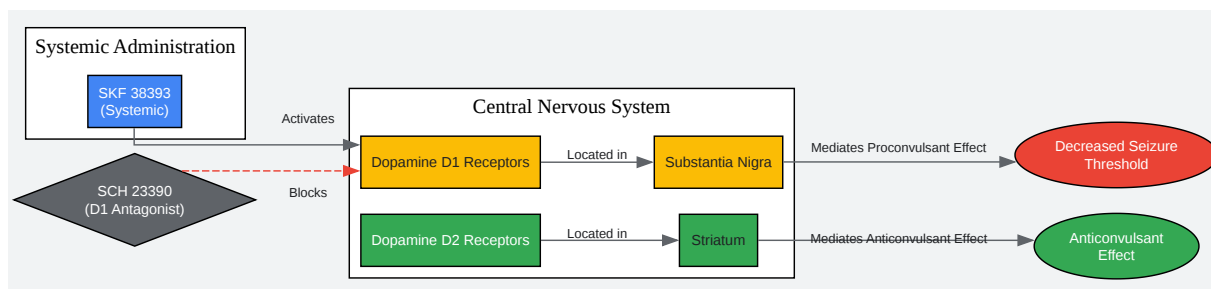 Systemic Administration
SKF 38393
(Systemic)
SCH 23390
(D1 Antagonist)
Activates
Blocks
Central Nervous System
Dopamine D1 Receptors
Located in
Substantia Nigra
Mediates Proconvulsant Effect
Decreased Seizure
Threshold
Dopamine D2 Receptors
Located in
Striatum
Mediates Anticonvulsant Effect
Anticonvulsant
Effect